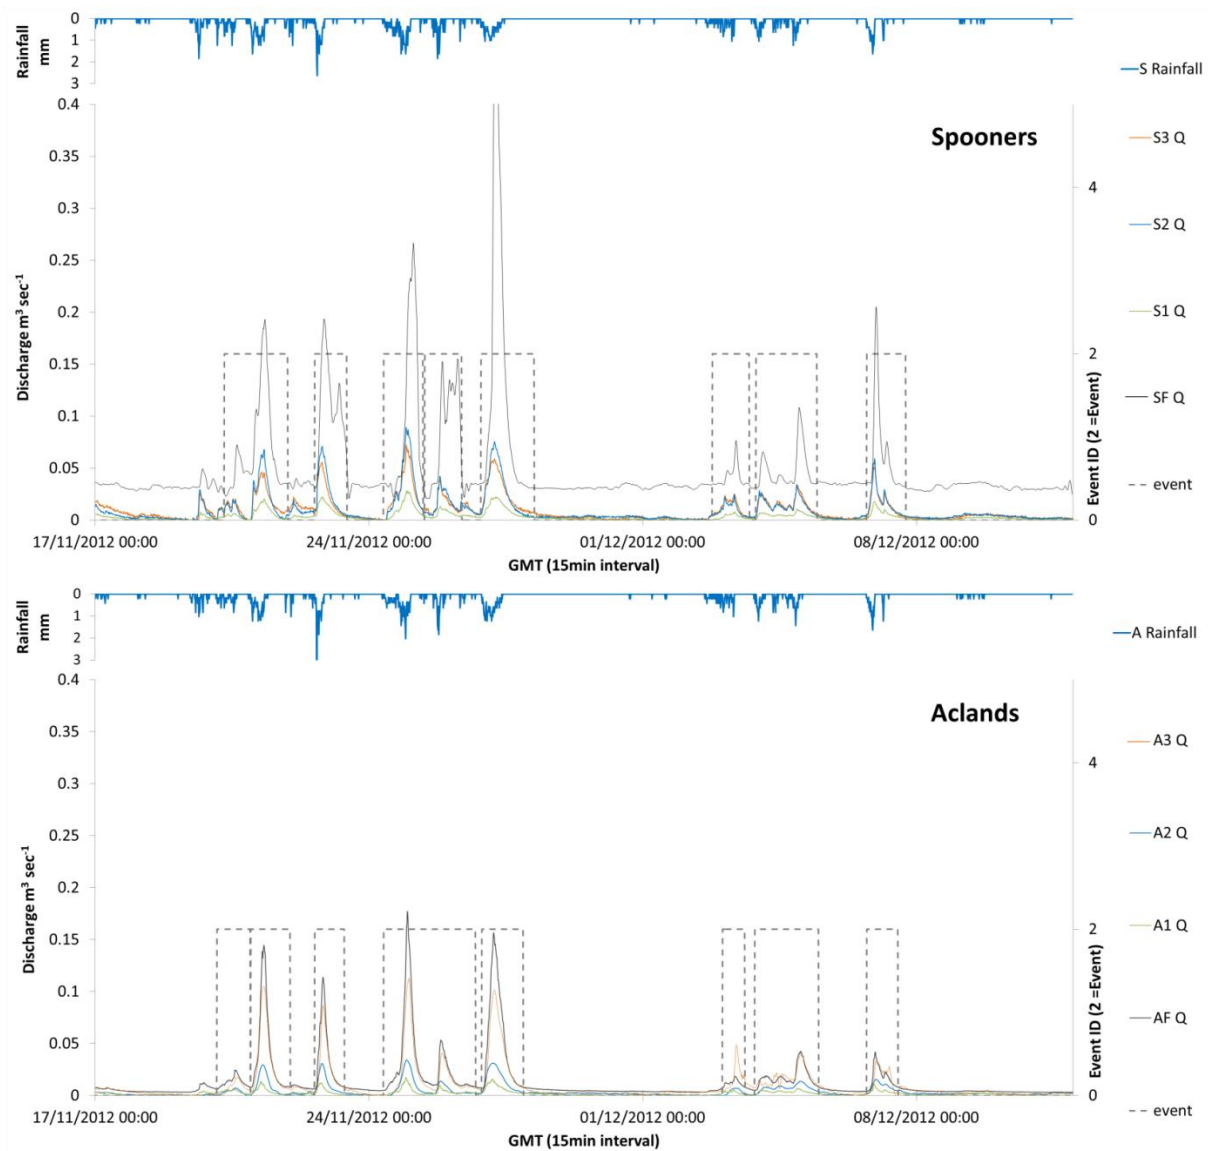 Rainfall
mm
0
1
2
3
S Rainfall
Spooners
Discharge m³ sec⁻¹
0.4
0.35
0.3
0.25
0.2
0.15
0.1
0.05
0
4
2
0
Event ID (2 =Event)
S3 Q
S2 Q
S1 Q
SF Q
event
17/11/2012 00:00
24/11/2012 00:00
01/12/2012 00:00
08/12/2012 00:00
GMT (15min interval)
Rainfall
mm
0
1
2
3
A Rainfall
Aclands
Discharge m³ sec⁻¹
0.4
0.35
0.3
0.25
0.2
0.15
0.1
0.05
0
4
2
0
Event ID (2 =Event)
A3 Q
A2 Q
A1 Q
AF Q
event
17/11/2012 00:00
24/11/2012 00:00
01/12/2012 00:00
08/12/2012 00:00
GMT (15min interval)